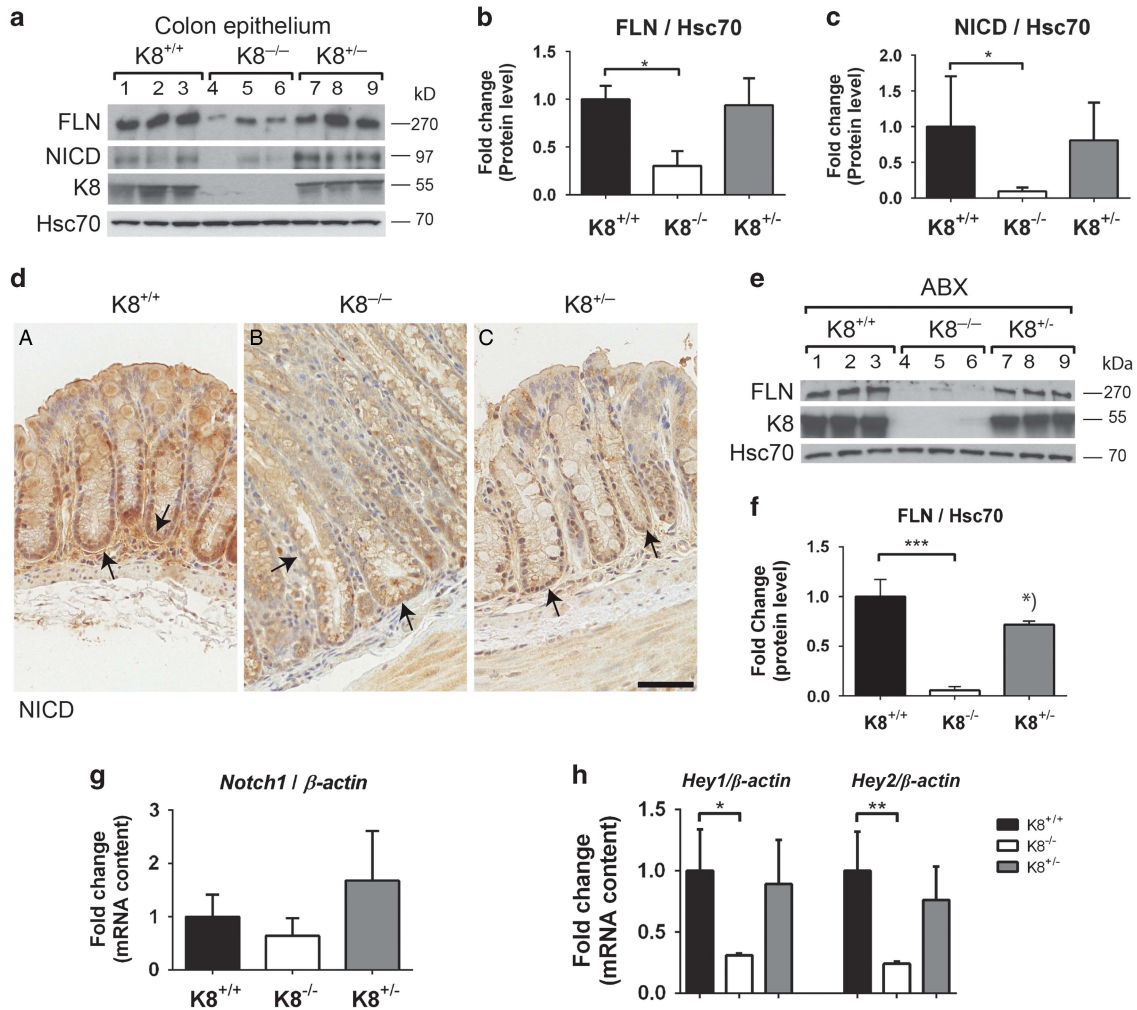 a
Colon epithelium
K8+/+ K8–/– K8+/–
1 2 3 4 5 6 7 8 9 kD
FLN 270
NICD 97
K8 55
Hsc70 70
b
FLN / Hsc70
Fold change
(Protein level)
1.5
1.0
0.5
0.0
*
K8+/+ K8-/- K8+/-
c
NICD / Hsc70
Fold change
(Protein level)
2.0
1.5
1.0
0.5
0.0
*
K8+/+ K8-/- K8+/-
d
K8+/+ K8–/– K8+/–
A B C
NICD
e
ABX
K8+/+ K8–/– K8+/-
1 2 3 4 5 6 7 8 9 kDa
FLN 270
K8 55
Hsc70 70
f
FLN / Hsc70
Fold Change
(protein level)
1.5
1.0
0.5
0.0
***
*)
K8+/+ K8-/- K8+/-
g
Notch1 / β-actin
Fold change
(mRNA content)
3
2
1
0
K8+/+ K8-/- K8+/-
h
Hey1/β-actin Hey2/β-actin
Fold change
(mRNA content)
1.5
1.0
0.5
0.0
* **
K8+/+
K8-/-
K8+/-